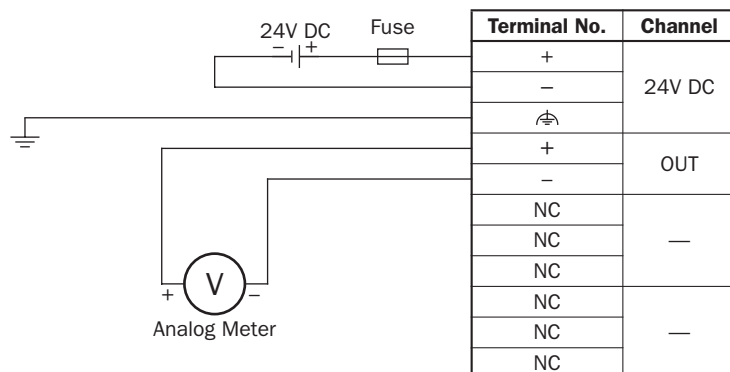 24V DC
− +
Fuse
Terminal No. Channel
+
−
24V DC
+
−
OUT
NC
NC
NC
—
NC
NC
NC
—
+ V −
Analog Meter